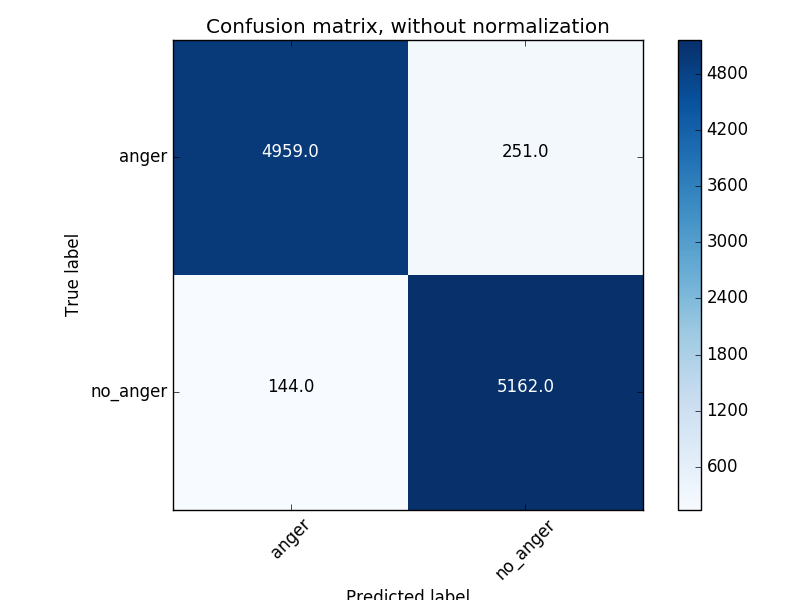 Confusion matrix, without normalization
anger
4959.0
251.0
no_anger
144.0
5162.0
True label
anger
no_anger
Predicted label
4800
4200
3600
3000
2400
1800
1200
600